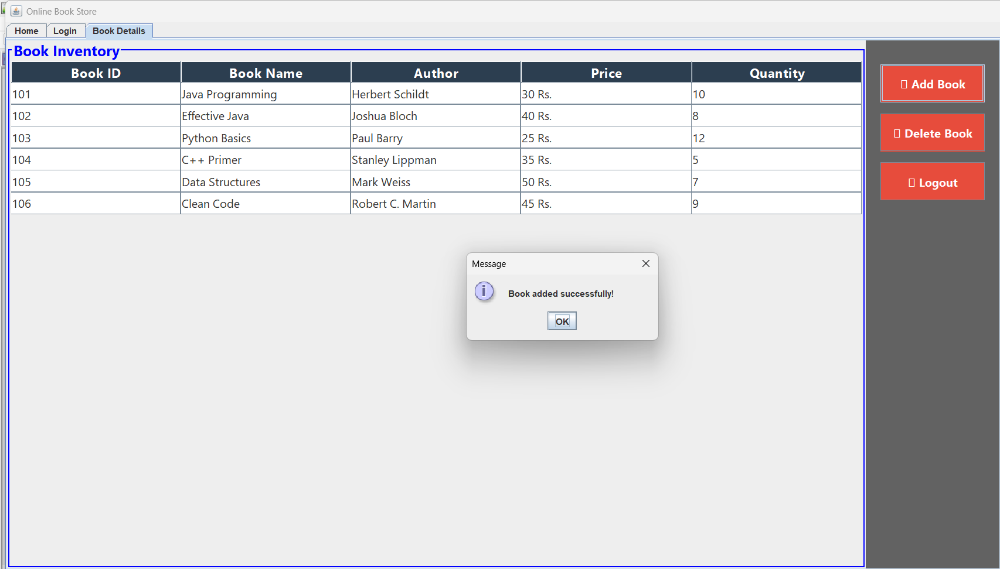 Online Book Store
Home Login Book Details
Book Inventory
Book ID Book Name Author Price Quantity
101 Java Programming Herbert Schildt 30 Rs. 10
102 Effective Java Joshua Bloch 40 Rs. 8
103 Python Basics Paul Barry 25 Rs. 12
104 C++ Primer Stanley Lippman 35 Rs. 5
105 Data Structures Mark Weiss 50 Rs. 7
106 Clean Code Robert C. Martin 45 Rs. 9
Add Book
Delete Book
Logout
Message
Book added successfully!
OK